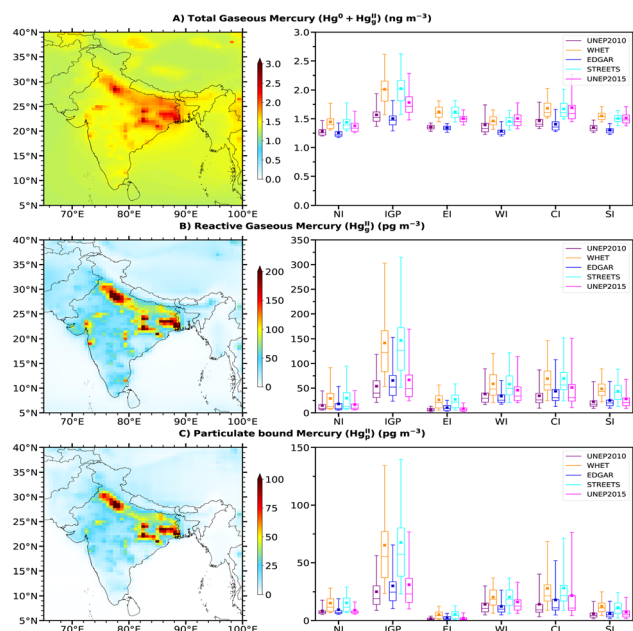 A) Total Gaseous Mercury (Hg⁰ + Hgᴵᴵg) (ng m⁻³)
40°N
35°N
30°N
25°N
20°N
15°N
10°N
5°N
70°E 80°E 90°E 100°E
3.0
2.5
2.0
1.5
1.0
0.5
0.0
3.0
2.5
2.0
1.5
1.0
0.5
0.0
UNEP2010
WHET
EDGAR
STREETS
UNEP2015
NI IGP EI WI CI SI
B) Reactive Gaseous Mercury (Hgᴵᴵg) (pg m⁻³)
40°N
35°N
30°N
25°N
20°N
15°N
10°N
5°N
70°E 80°E 90°E 100°E
200
150
100
50
0
350
300
250
200
150
100
50
0
UNEP2010
WHET
EDGAR
STREETS
UNEP2015
NI IGP EI WI CI SI
C) Particulate bound Mercury (Hgᴵᴵp) (pg m⁻³)
40°N
35°N
30°N
25°N
20°N
15°N
10°N
5°N
70°E 80°E 90°E 100°E
100
75
50
25
0
150
100
50
0
UNEP2010
WHET
EDGAR
STREETS
UNEP2015
NI IGP EI WI CI SI